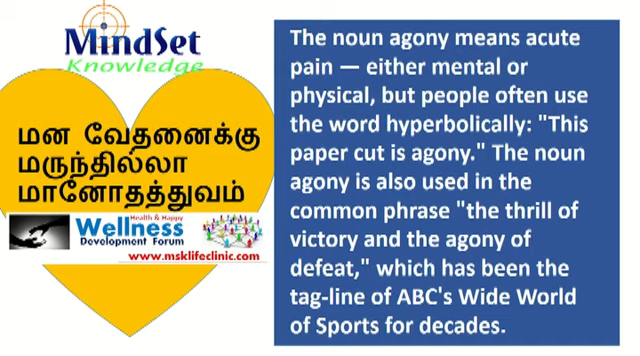 MindSet
Knowledge
மன வேதனைக்கு
மருந்தில்லா
மானோதத்துவம்
Health & Happy
Wellness
Development Forum
www.msklifeclinic.com
The noun agony means acute
pain — either mental or
physical, but people often use
the word hyperbolically: "This
paper cut is agony." The noun
agony is also used in the
common phrase "the thrill of
victory and the agony of
defeat," which has been the
tag-line of ABC's Wide World
of Sports for decades.